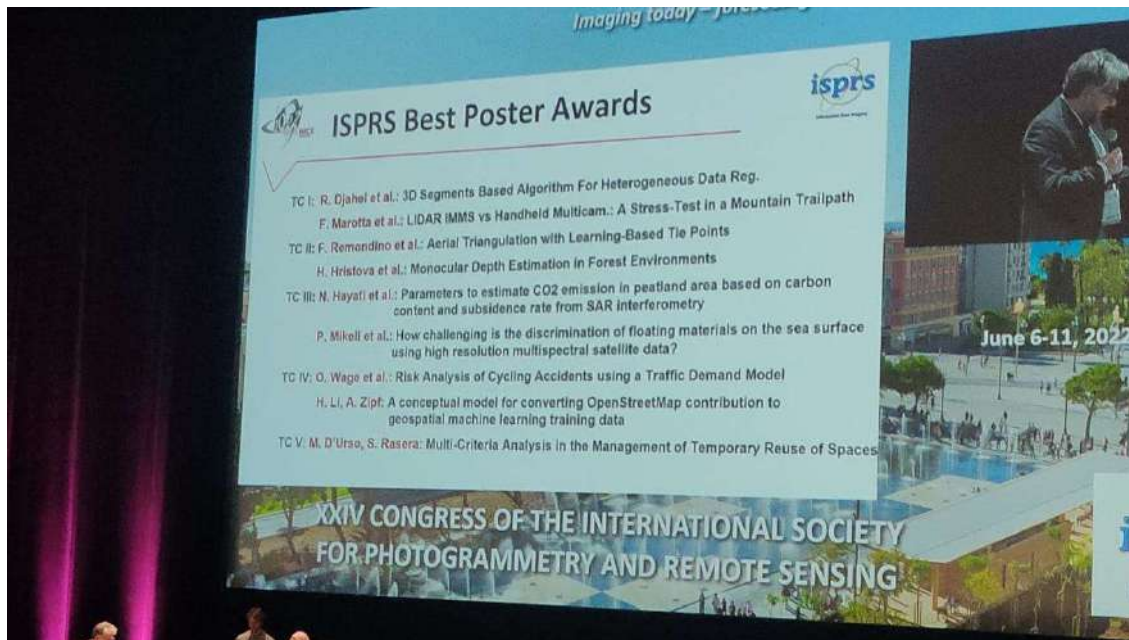 Imaging today – foreseeing
ISPRS Best Poster Awards
isprs
TC I: R. Djahel et al.: 3D Segments Based Algorithm For Heterogeneous Data Reg.
F. Marotta et al.: LIDAR IMMS vs Handheld Multicam.: A Stress-Test in a Mountain Trailpath
TC II: F. Remondino et al.: Aerial Triangulation with Learning-Based Tie Points
H. Hristova et al.: Monocular Depth Estimation in Forest Environments
TC III: N. Hayati et al.: Parameters to estimate CO2 emission in peatland area based on carbon
content and subsidence rate from SAR interferometry
P. Mikeli et al.: How challenging is the discrimination of floating materials on the sea surface
using high resolution multispectral satellite data?
TC IV: O. Wage et al.: Risk Analysis of Cycling Accidents using a Traffic Demand Model
H. Li, A. Zipf: A conceptual model for converting OpenStreetMap contribution to
geospatial machine learning training data
TC V: M. D'Urso, S. Rasera: Multi-Criteria Analysis in the Management of Temporary Reuse of Spaces
June 6-11, 2022
XXIV CONGRESS OF THE INTERNATIONAL SOCIETY
FOR PHOTOGRAMMETRY AND REMOTE SENSING